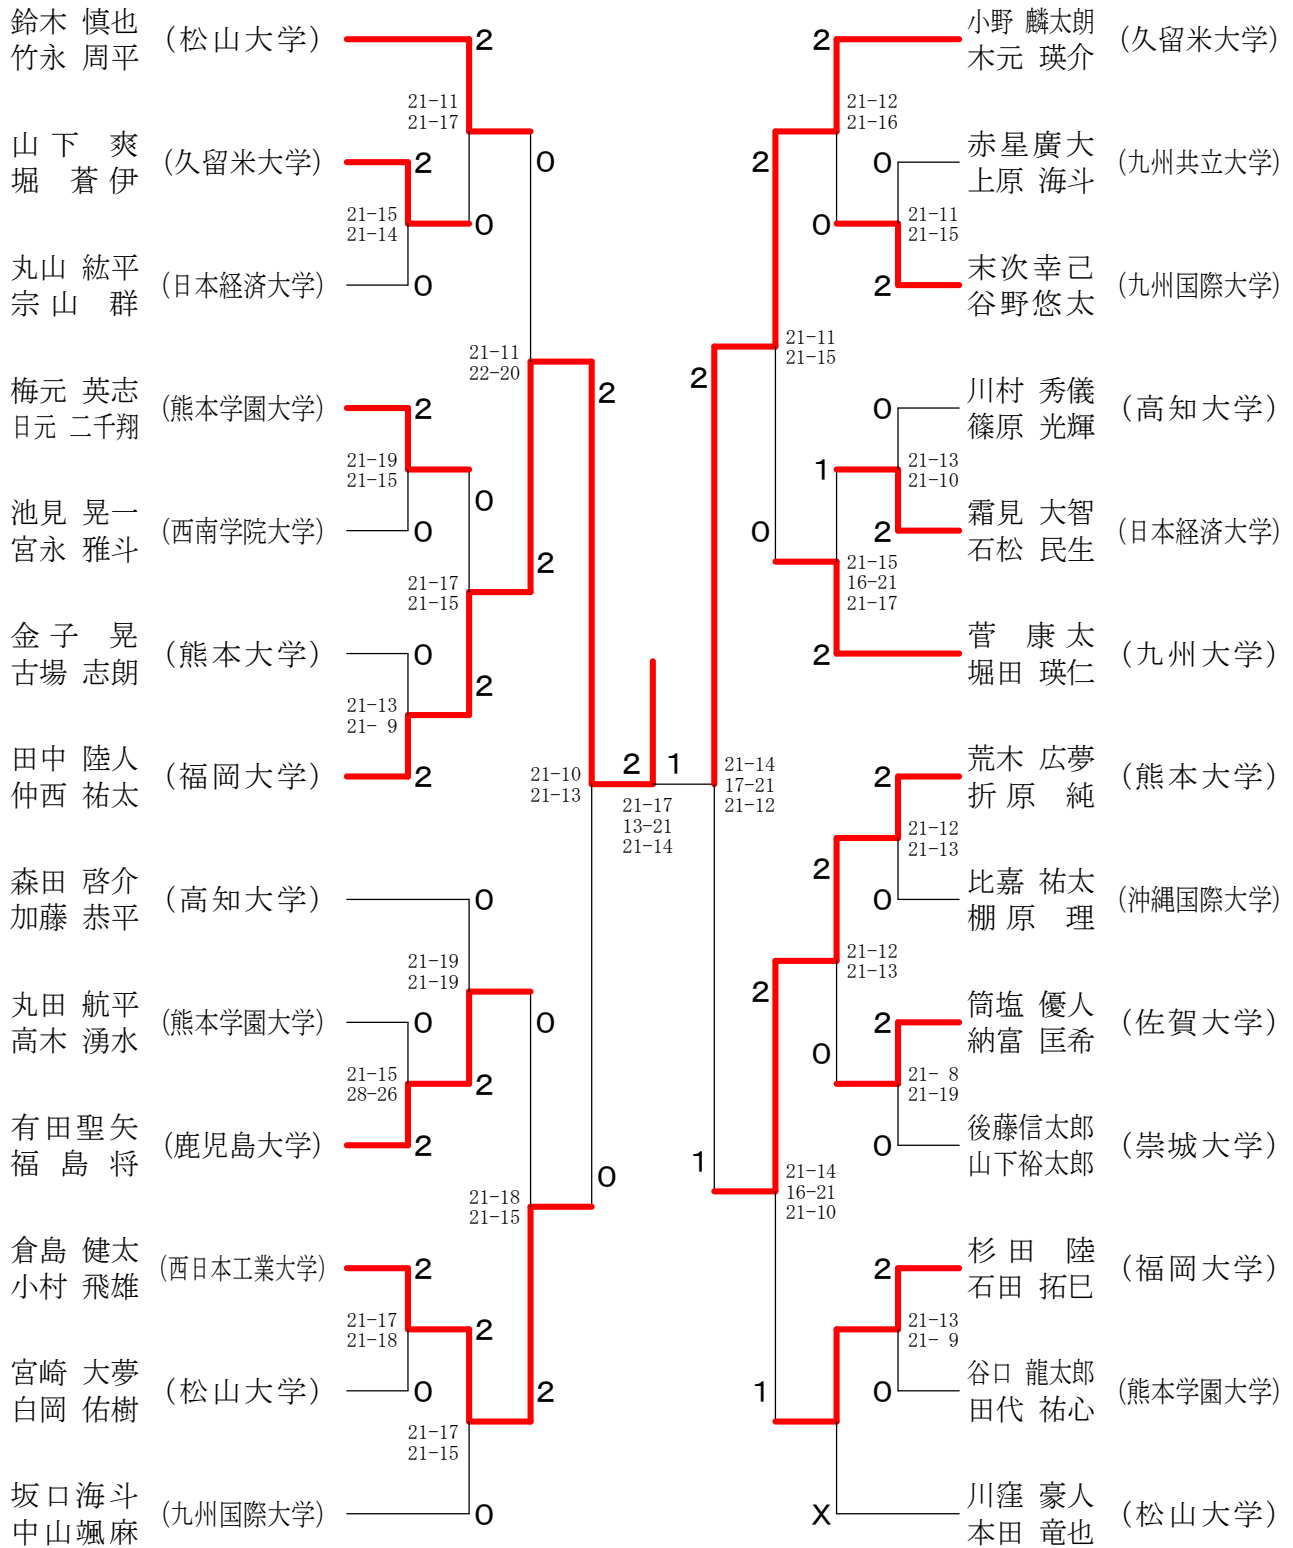 鈴木 慎也
竹永 周平
(松山大学)
2
21-11
21-17
山下 爽
堀 蒼伊
(久留米大学)
2
0
21-15
21-14
0
丸山 紘平
宗山 群
(日本経済大学)
0
21-11
22-20
2
梅元 英志
日元 二千翔
(熊本学園大学)
2
21-19
21-15
0
池見 晃一
宮永 雅斗
(西南学院大学)
0
2
21-17
21-15
金子 晃
古場 志朗
(熊本大学)
0
2
21-13
21- 9
田中 陸人
仲西 祐太
(福岡大学)
2
21-10
21-13
2
1
21-17
13-21
21-14
森田 啓介
加藤 恭平
(高知大学)
0
21-19
21-19
丸田 航平
高木 湧水
(熊本学園大学)
0
0
21-15
28-26
2
有田聖矢
福島 将
(鹿児島大学)
2
0
21-18
21-15
倉島 健太
小村 飛雄
(西日本工業大学)
2
21-17
21-18
2
宮崎 大夢
白岡 佑樹
(松山大学)
0
2
21-17
21-15
坂口海斗
中山颯麻
(九州国際大学)
0
2
小野 麟太朗
木元 瑛介
(久留米大学)
21-12
21-16
2
0
赤星廣大
上原 海斗
(九州共立大学)
0
21-11
21-15
2
末次幸己
谷野悠太
(九州国際大学)
21-11
21-15
2
0
川村 秀儀
篠原 光輝
(高知大学)
1
21-13
21-10
0
2
霜見 大智
石松 民生
(日本経済大学)
21-15
16-21
21-17
2
菅 康太
堀田 瑛仁
(九州大学)
21-14
17-21
21-12
2
荒木 広夢
折原 純
(熊本大学)
21-12
21-13
2
0
比嘉 祐太
棚原 理
(沖縄国際大学)
21-12
21-13
2
2
筒塩 優人
納富 匡希
(佐賀大学)
0
21- 8
21-19
0
後藤信太郎
山下裕太郎
(崇城大学)
1
21-14
16-21
21-10
2
杉田 陸
石田 拓巳
(福岡大学)
21-13
21- 9
1
0
谷口 龍太郎
田代 祐心
(熊本学園大学)
X
川窪 豪人
本田 竜也
(松山大学)